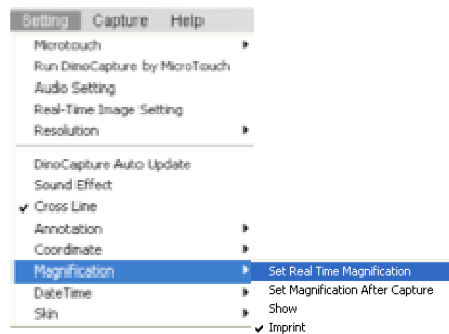 Setting Capture Help
Microtouch
Run DinoCapture by MicroTouch
Audio Setting
Real-Time Image Setting
Resolution
DinoCapture Auto Update
Sound Effect
Cross Line
Annotation
Coordinate
Magnification
Set Real Time Magnification
DateTime
Set Magnification After Capture
Skin
Show
Imprint